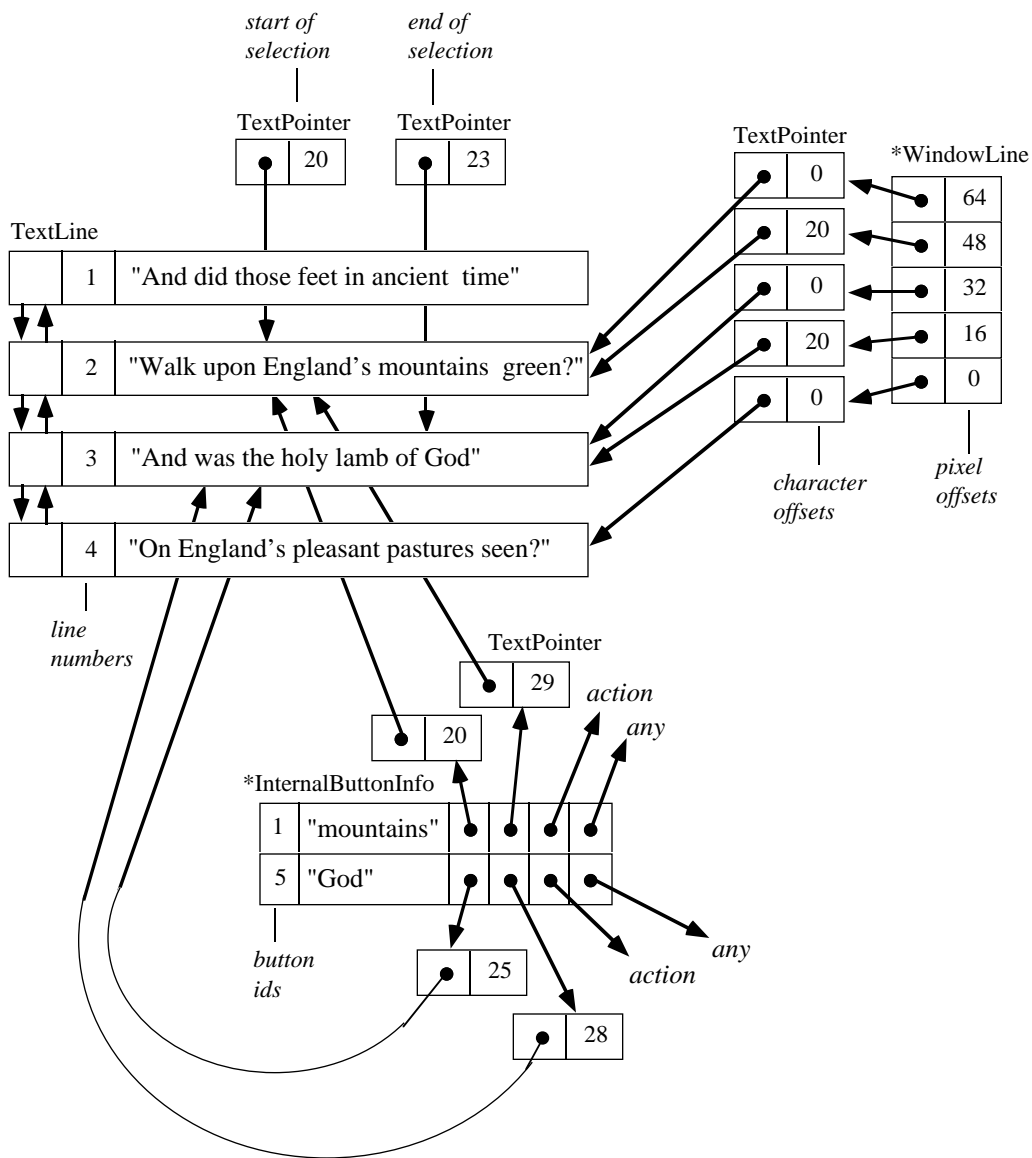 start of
selection
end of
selection
TextPointer
TextPointer
20
23
TextPointer
*WindowLine
0
20
0
20
0
64
48
32
16
0
character
offsets
pixel
offsets
TextLine
1 "And did those feet in ancient  time"
2 "Walk upon England's mountains  green?"
3 "And was the holy lamb of God"
4 "On England's pleasant pastures seen?"
line
numbers
TextPointer
29
20
action
any
*InternalButtonInfo
1 "mountains"
5 "God"
button
ids
25
28
action
any